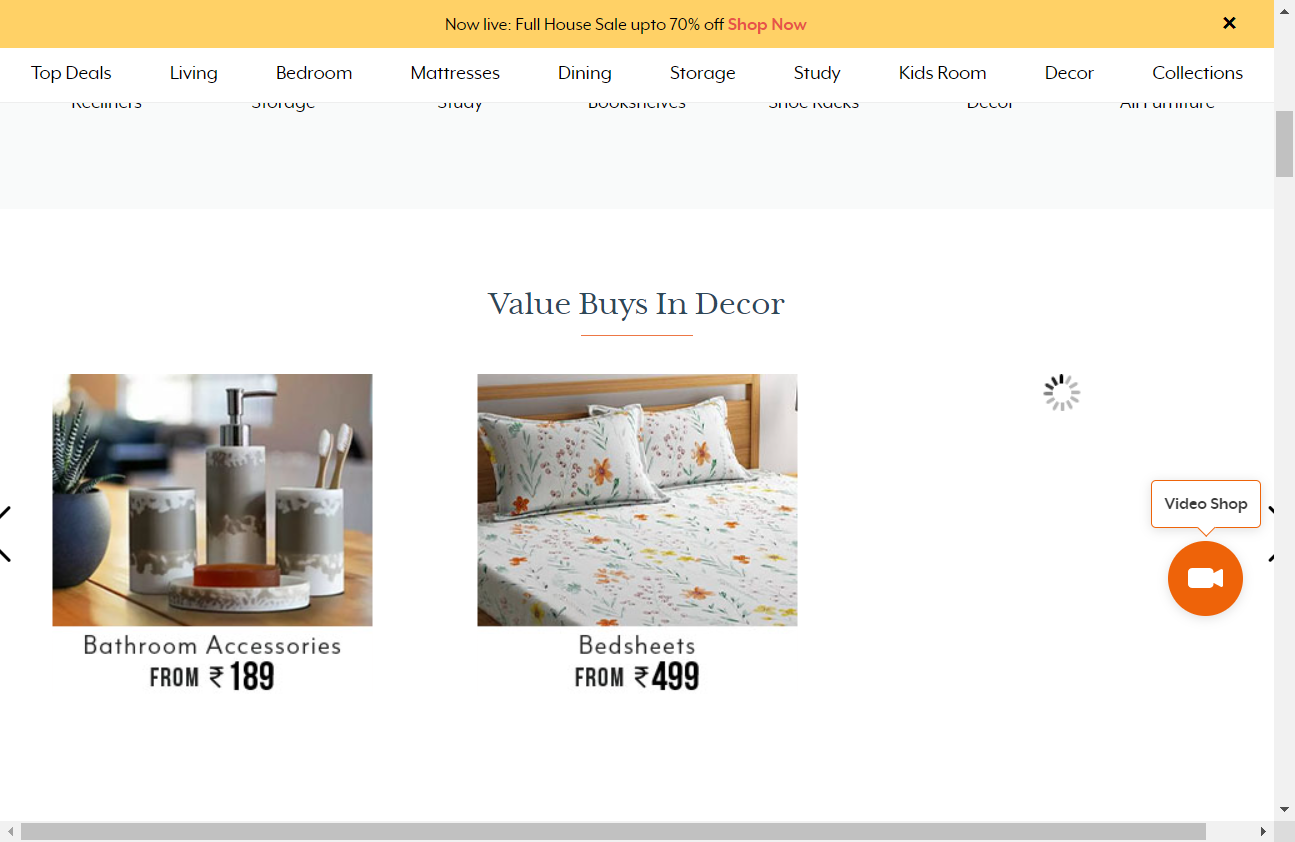 Now live: Full House Sale upto 70% off Shop Now
Top Deals Living Bedroom Mattresses Dining Storage Study Kids Room Decor Collections
Recliners Storage Study Bookshelves Shoe Racks Decor All Furniture
Value Buys In Decor
Video Shop
Bathroom Accessories Bedsheets
FROM ₹189 FROM ₹499